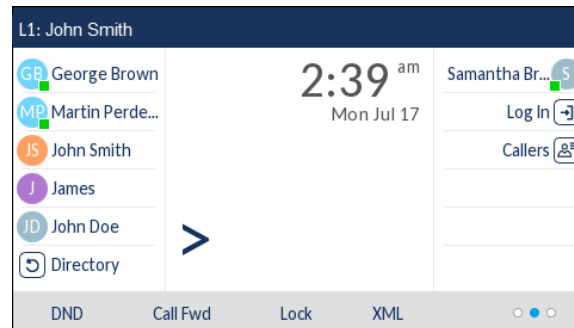 L1: John Smith
GB George Brown
MP Martin Perde...
JS John Smith
J James
JD John Doe
Directory
2:39 am
Mon Jul 17
>
Samantha Br... S
Log In
Callers
DND Call Fwd Lock XML